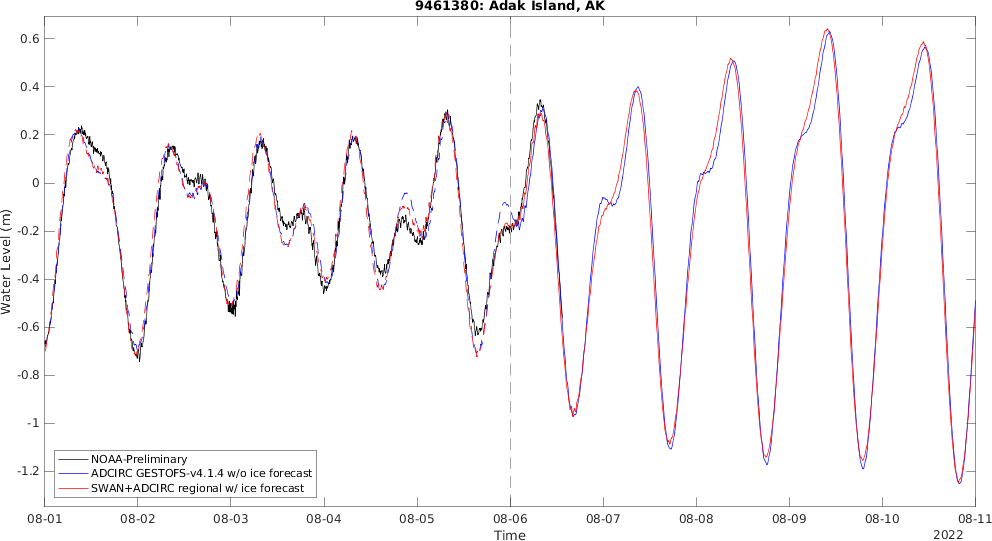 9461380: Adak Island, AK
Water Level (m)
0.6
0.4
0.2
0
-0.2
-0.4
-0.6
-0.8
-1
-1.2
NOAA-Preliminary
ADCIRC GESTOFS-v4.1.4 w/o ice forecast
SWAN+ADCIRC regional w/ ice forecast
08-01 08-02 08-03 08-04 08-05 08-06 08-07 08-08 08-09 08-10 08-11
Time
2022